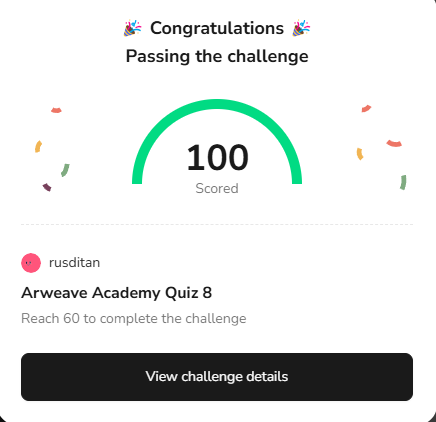 🎉 Congratulations 🎉
Passing the challenge
100
Scored
rusditan
Arweave Academy Quiz 8
Reach 60 to complete the challenge
View challenge details